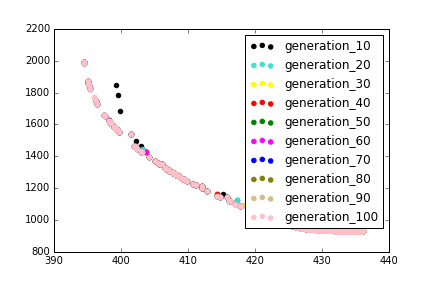 2200
2000
1800
1600
1400
1200
1000
800
390
400
410
420
430
440
generation_10
generation_20
generation_30
generation_40
generation_50
generation_60
generation_70
generation_80
generation_90
generation_100